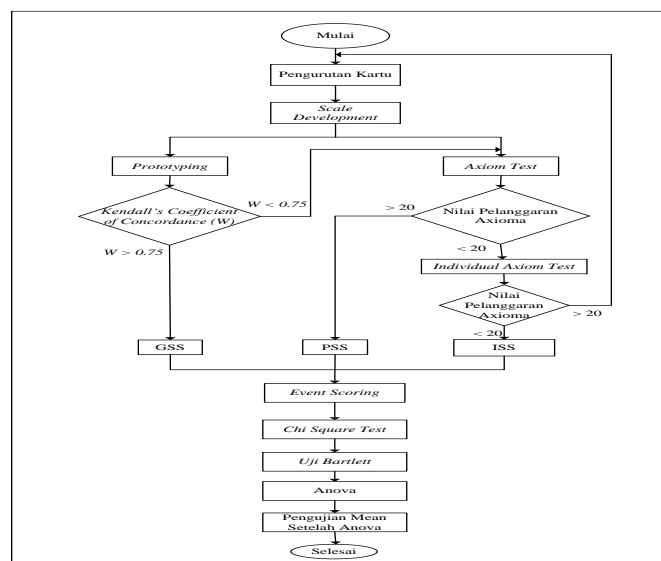 Mulai
Pengurutan Kartu
Scale
Development
Prototyping
Axiom Test
W < 0.75
Kendall's Coefficient
of Concordance (W)
> 20
Nilai Pelanggaran
Axioma
W > 0.75
< 20
Individual Axiom Test
Nilai
Pelanggaran
Axioma
> 20
< 20
GSS
PSS
ISS
Event Scoring
Chi Square Test
Uji Bartlett
Anova
Pengujian Mean
Setelah Anova
Selesai